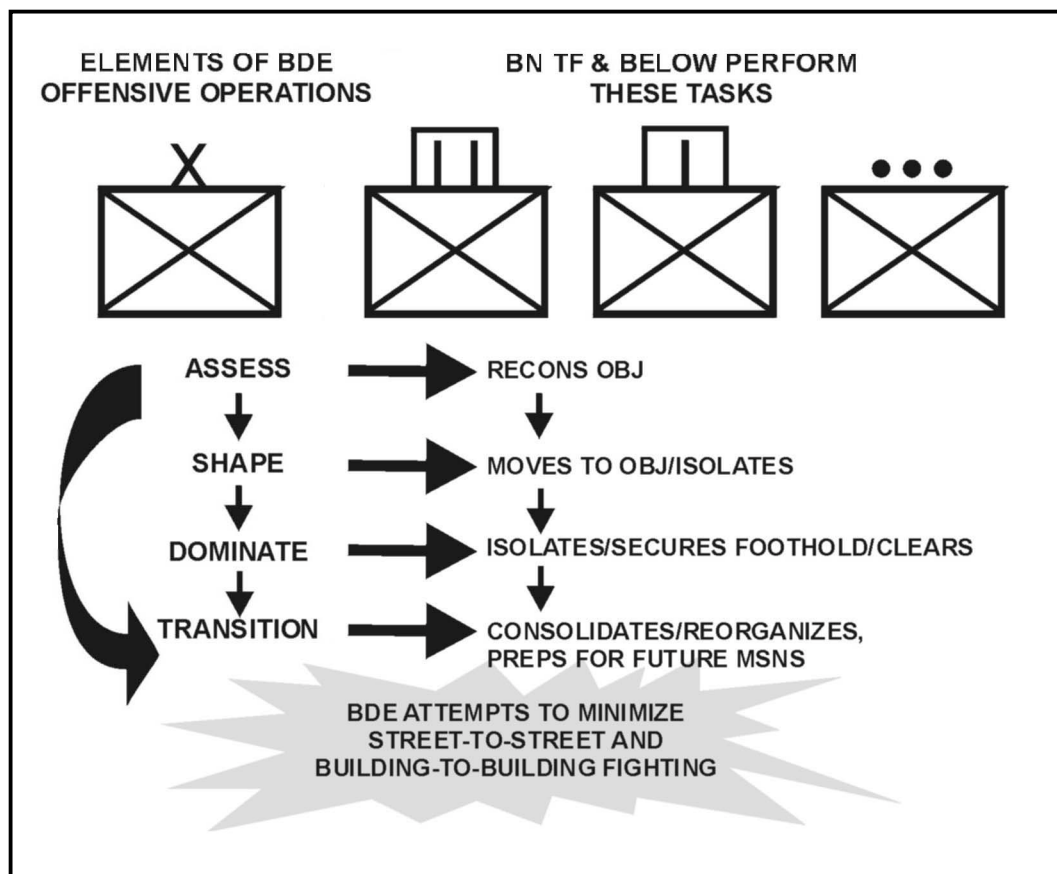 ELEMENTS OF BDE
OFFENSIVE OPERATIONS
BN TF & BELOW PERFORM
THESE TASKS
ASSESS
RECONS OBJ
SHAPE
MOVES TO OBJ/ISOLATES
DOMINATE
ISOLATES/SECURES FOOTHOLD/CLEARS
TRANSITION
CONSOLIDATES/REORGANIZES,
PREPS FOR FUTURE MSNS
BDE ATTEMPTS TO MINIMIZE
STREET-TO-STREET AND
BUILDING-TO-BUILDING FIGHTING